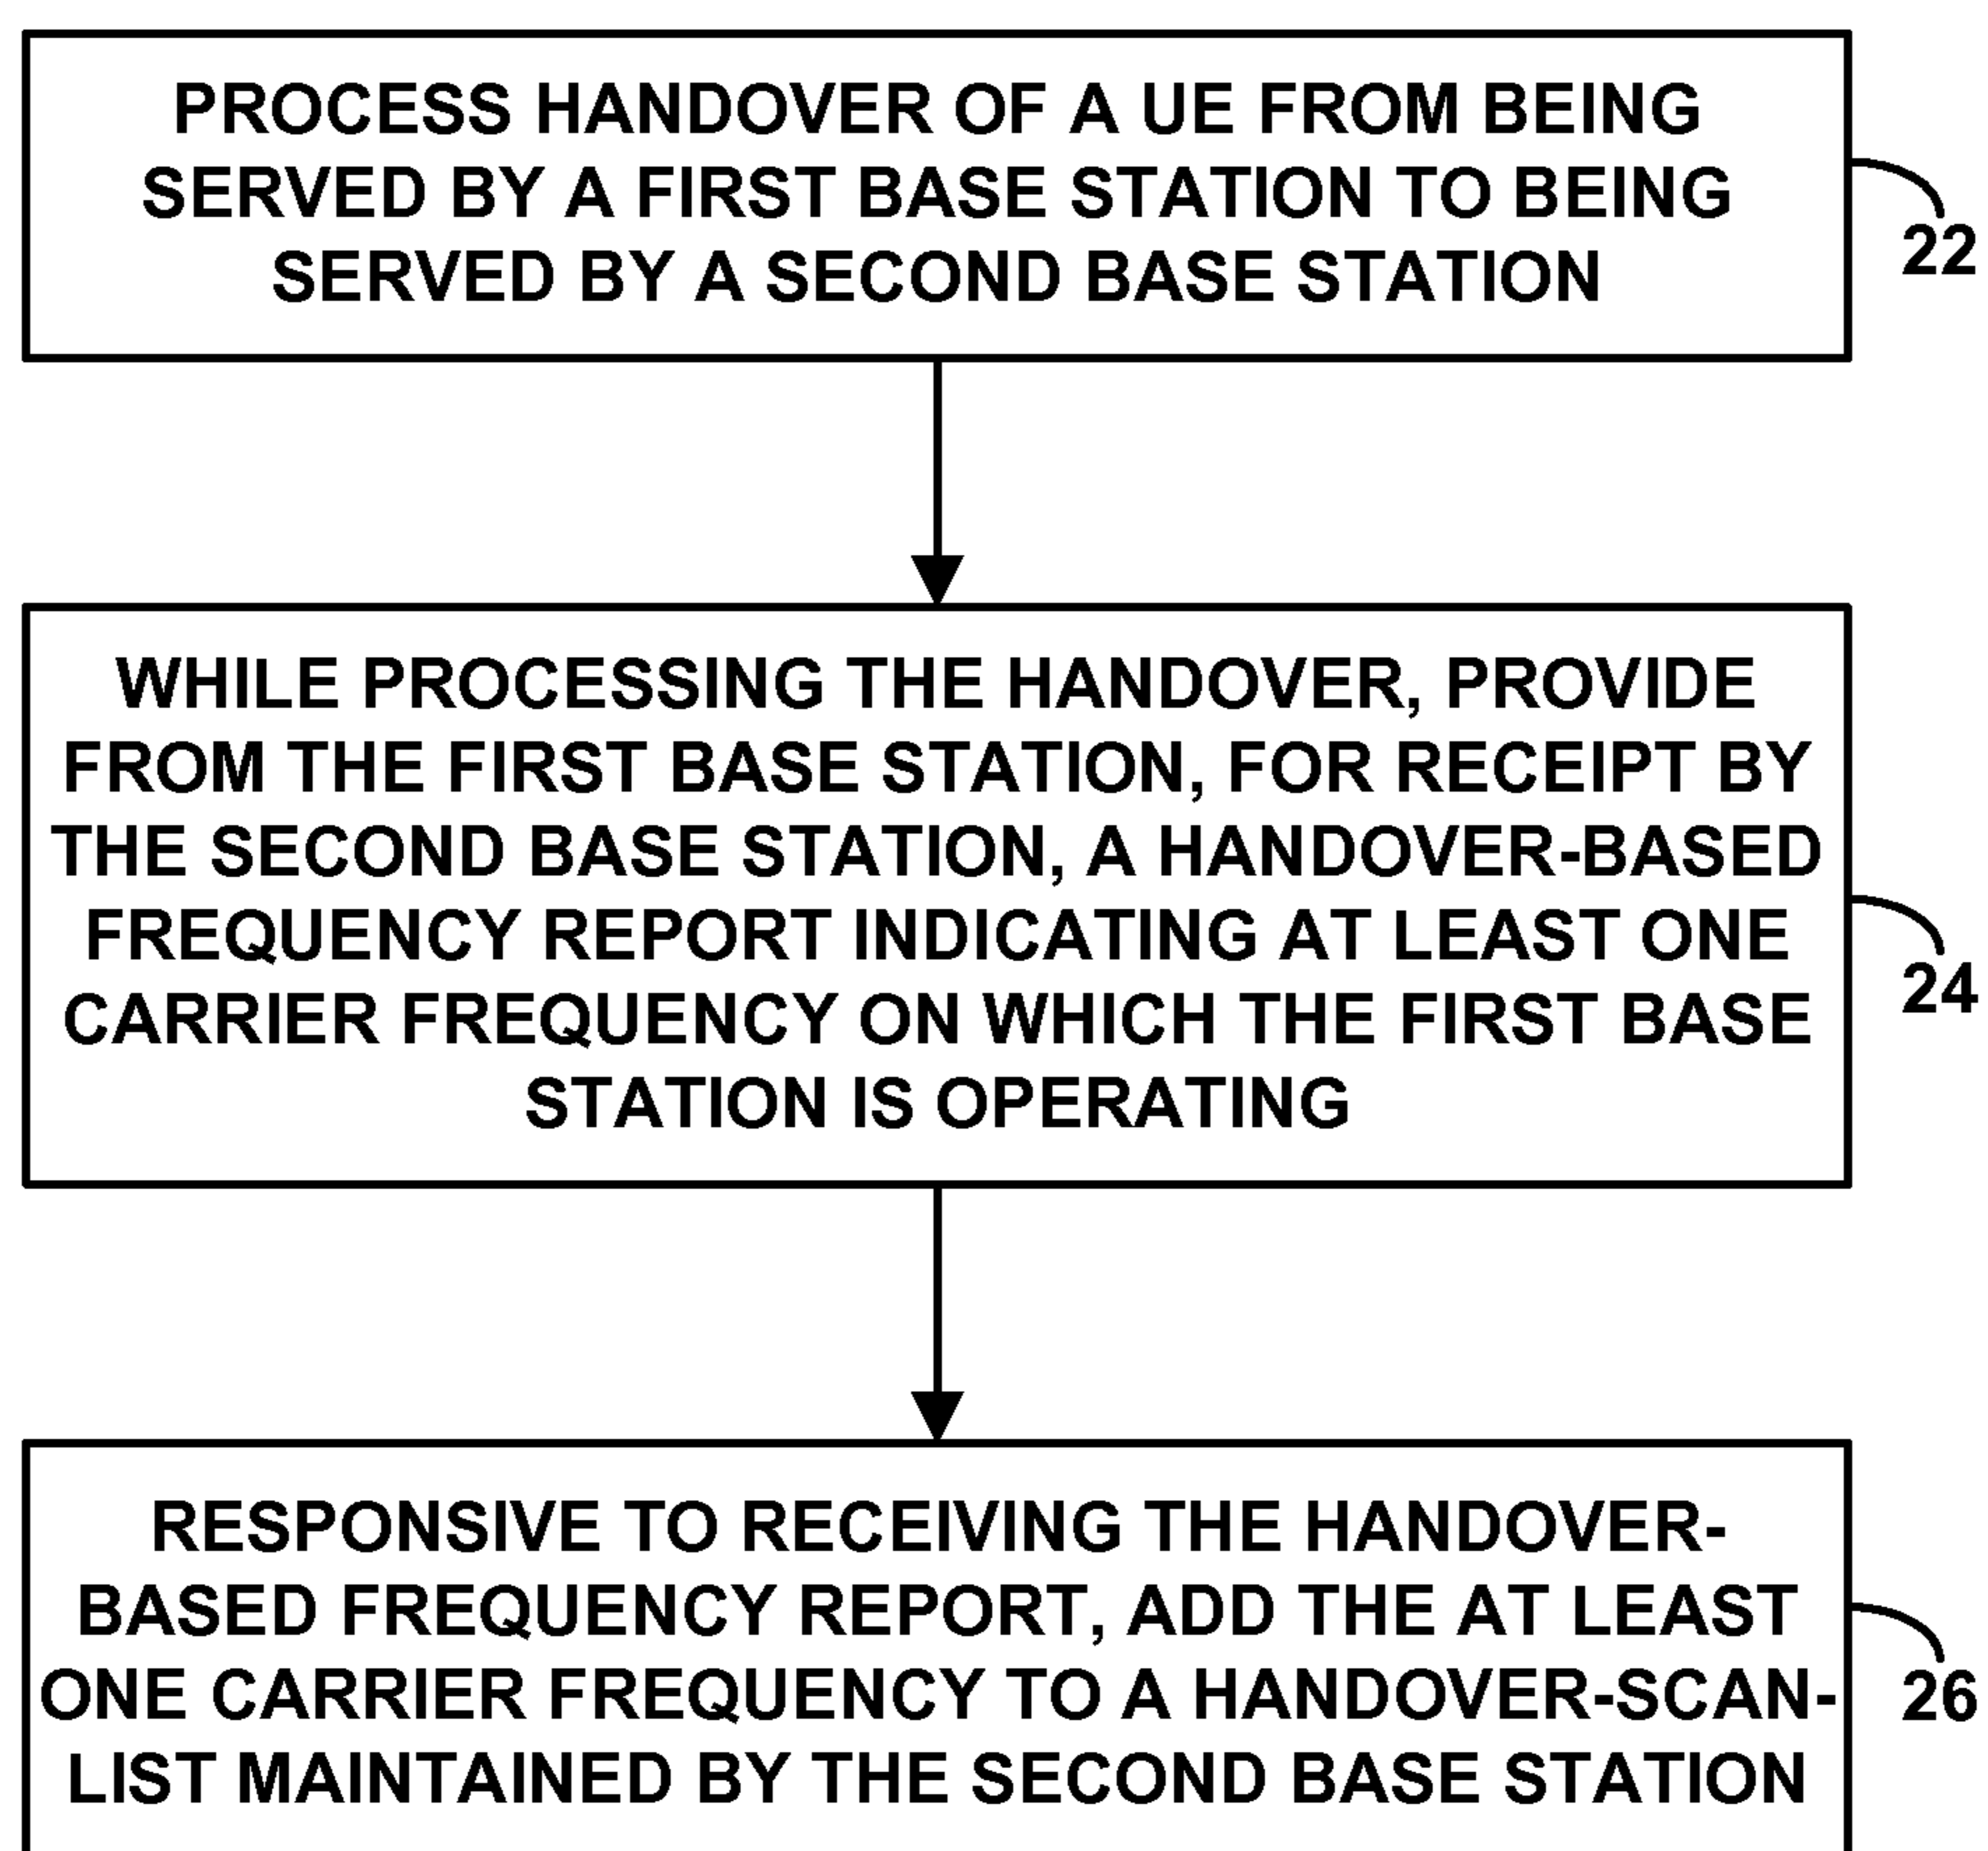 PROCESS HANDOVER OF A UE FROM BEING
SERVED BY A FIRST BASE STATION TO BEING
SERVED BY A SECOND BASE STATION
22
WHILE PROCESSING THE HANDOVER, PROVIDE
FROM THE FIRST BASE STATION, FOR RECEIPT BY
THE SECOND BASE STATION, A HANDOVER-BASED
FREQUENCY REPORT INDICATING AT LEAST ONE
CARRIER FREQUENCY ON WHICH THE FIRST BASE
STATION IS OPERATING
24
RESPONSIVE TO RECEIVING THE HANDOVER-
BASED FREQUENCY REPORT, ADD THE AT LEAST
ONE CARRIER FREQUENCY TO A HANDOVER-SCAN-
LIST MAINTAINED BY THE SECOND BASE STATION
26